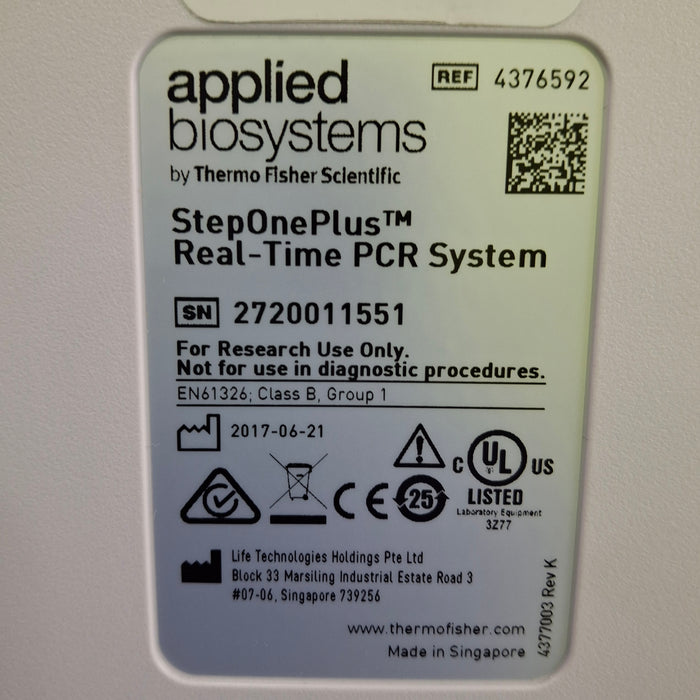 applied
biosystems
by Thermo Fisher Scientific
REF 4376592
StepOnePlus™
Real-Time PCR System
SN 2720011551
For Research Use Only.
Not for use in diagnostic procedures.
EN61326; Class B, Group 1
2017-06-21
CE
25
C UL US
LISTED
Laboratory Equipment
3Z77
Life Technologies Holdings Pte Ltd
Block 33 Marsiling Industrial Estate Road 3
#07-06, Singapore 739256
www.thermofisher.com
Made in Singapore
4377003 Rev K